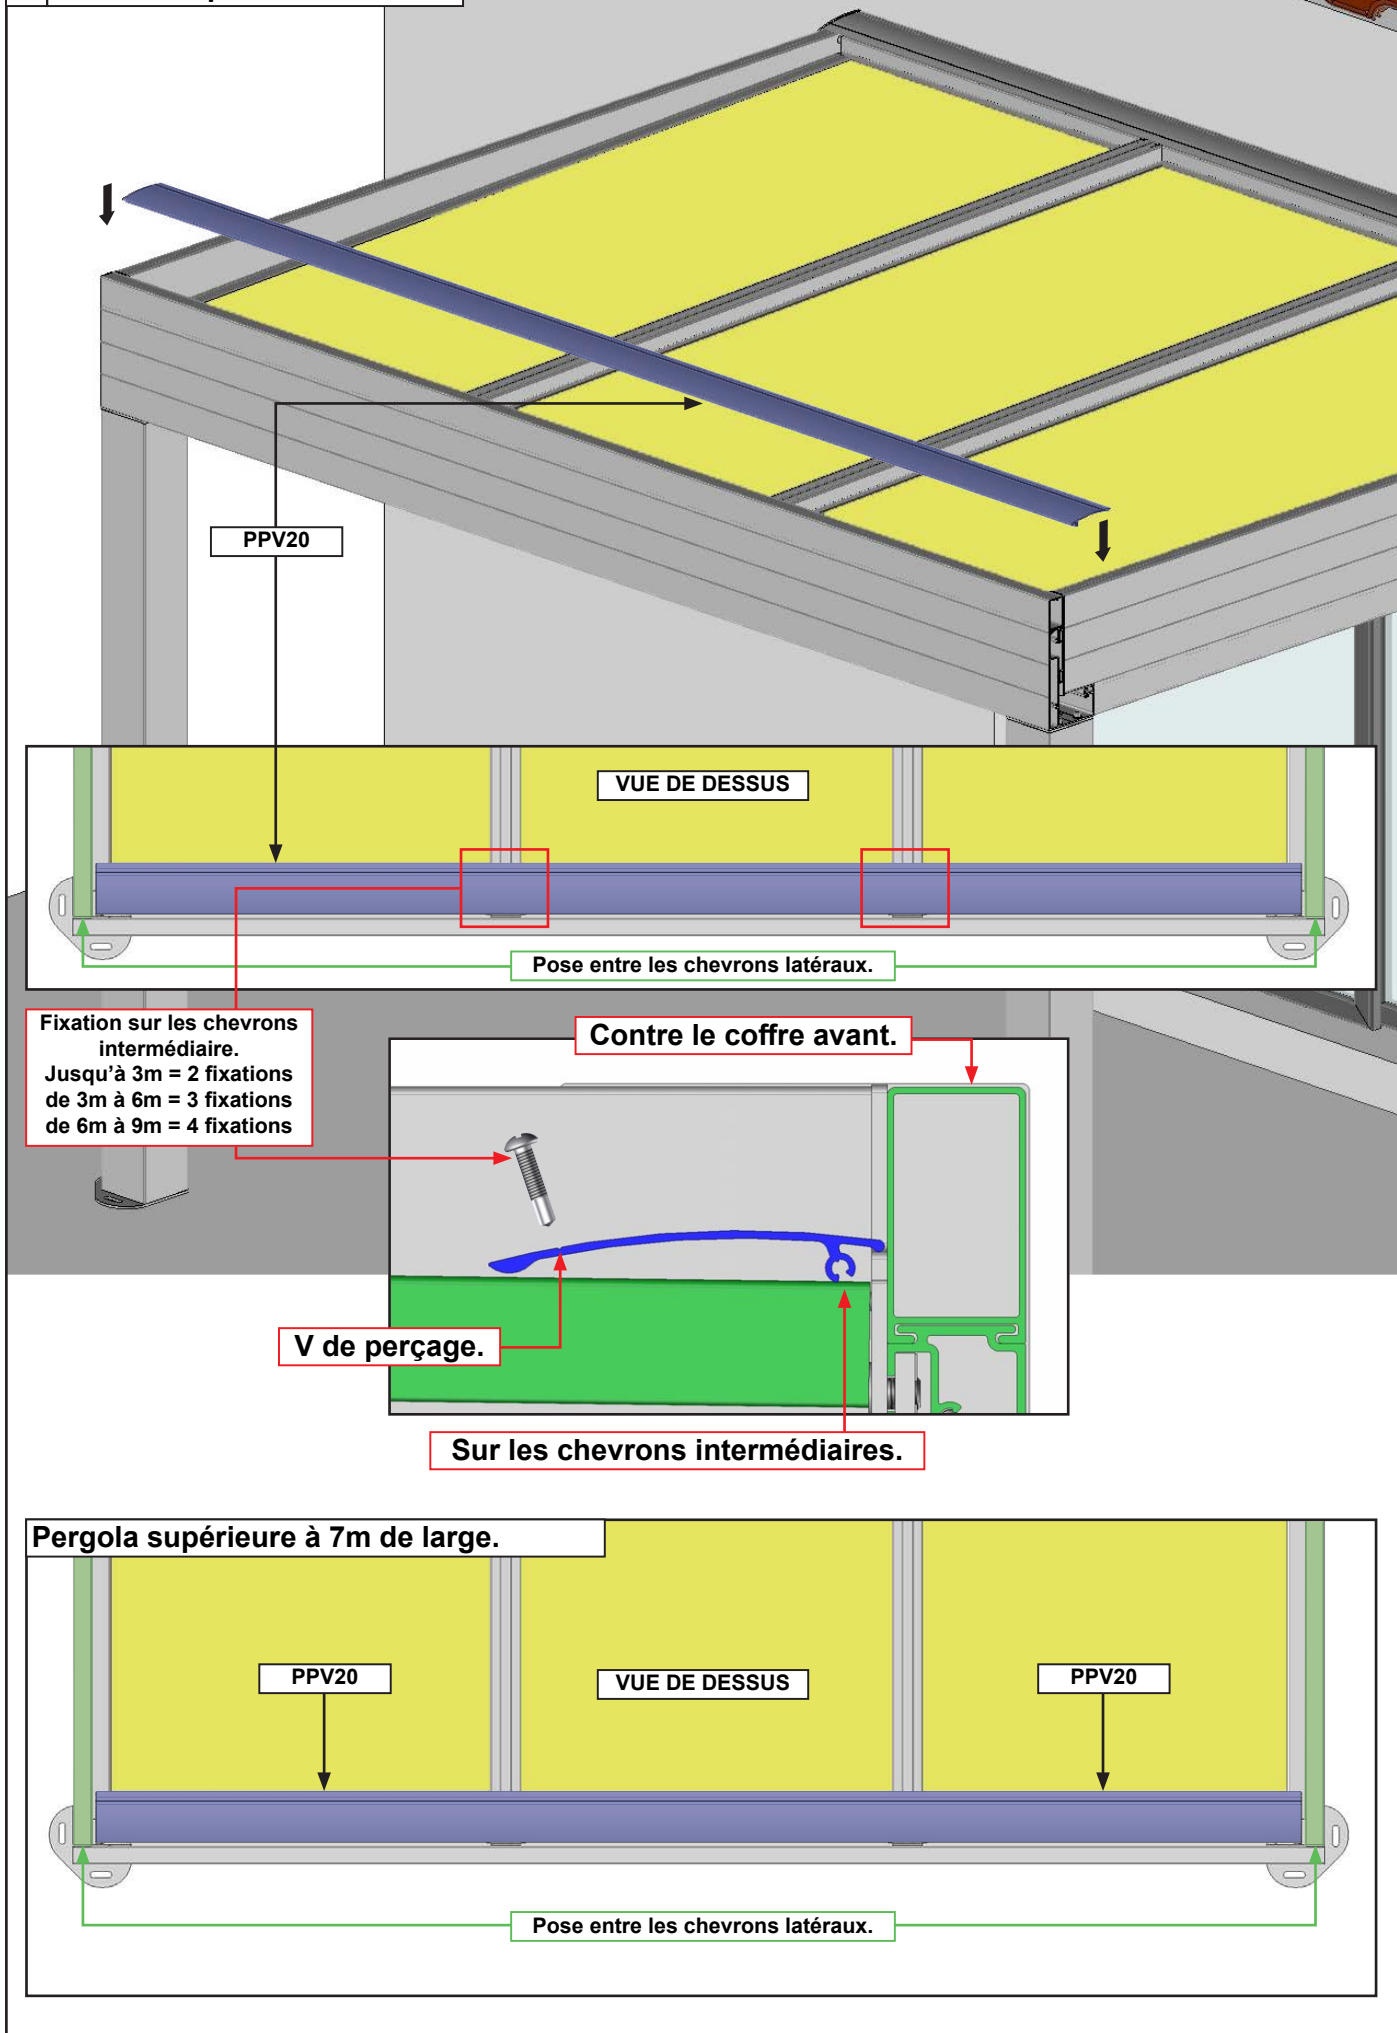 PPV20
VUE DE DESSUS
Pose entre les chevrons latéraux.
Fixation sur les chevrons
intermédiaire.
Jusqu'à 3m = 2 fixations
de 3m à 6m = 3 fixations
de 6m à 9m = 4 fixations
Contre le coffre avant.
V de perçage.
Sur les chevrons intermédiaires.
Pergola supérieure à 7m de large.
PPV20
VUE DE DESSUS
PPV20
Pose entre les chevrons latéraux.